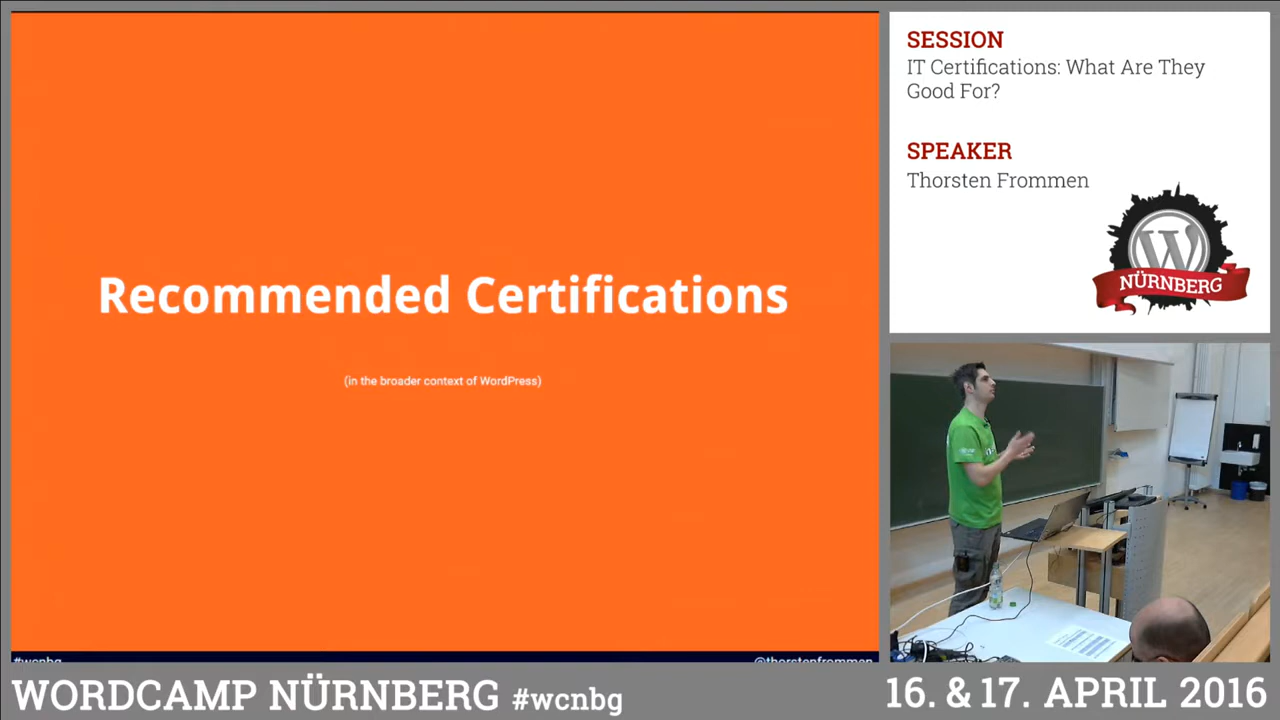 Recommended Certifications
(in the broader context of WordPress)
#wcnbg
@thorstenfrommen
SESSION
IT Certifications: What Are They
Good For?
SPEAKER
Thorsten Frommen
W
NÜRNBERG
WORDCAMP NÜRNBERG #wcnbg
16. & 17. APRIL 2016